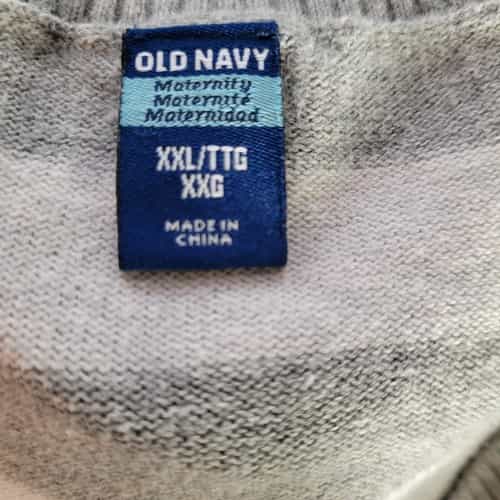 OLD NAVY
Maternity
Maternité
Maternidad
XXL/TTG
XXG
MADE IN
CHINA